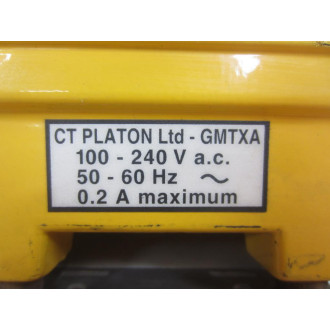 CT PLATON Ltd - GMTXA
100 - 240 V a.c.
50 - 60 Hz ~
0.2 A maximum